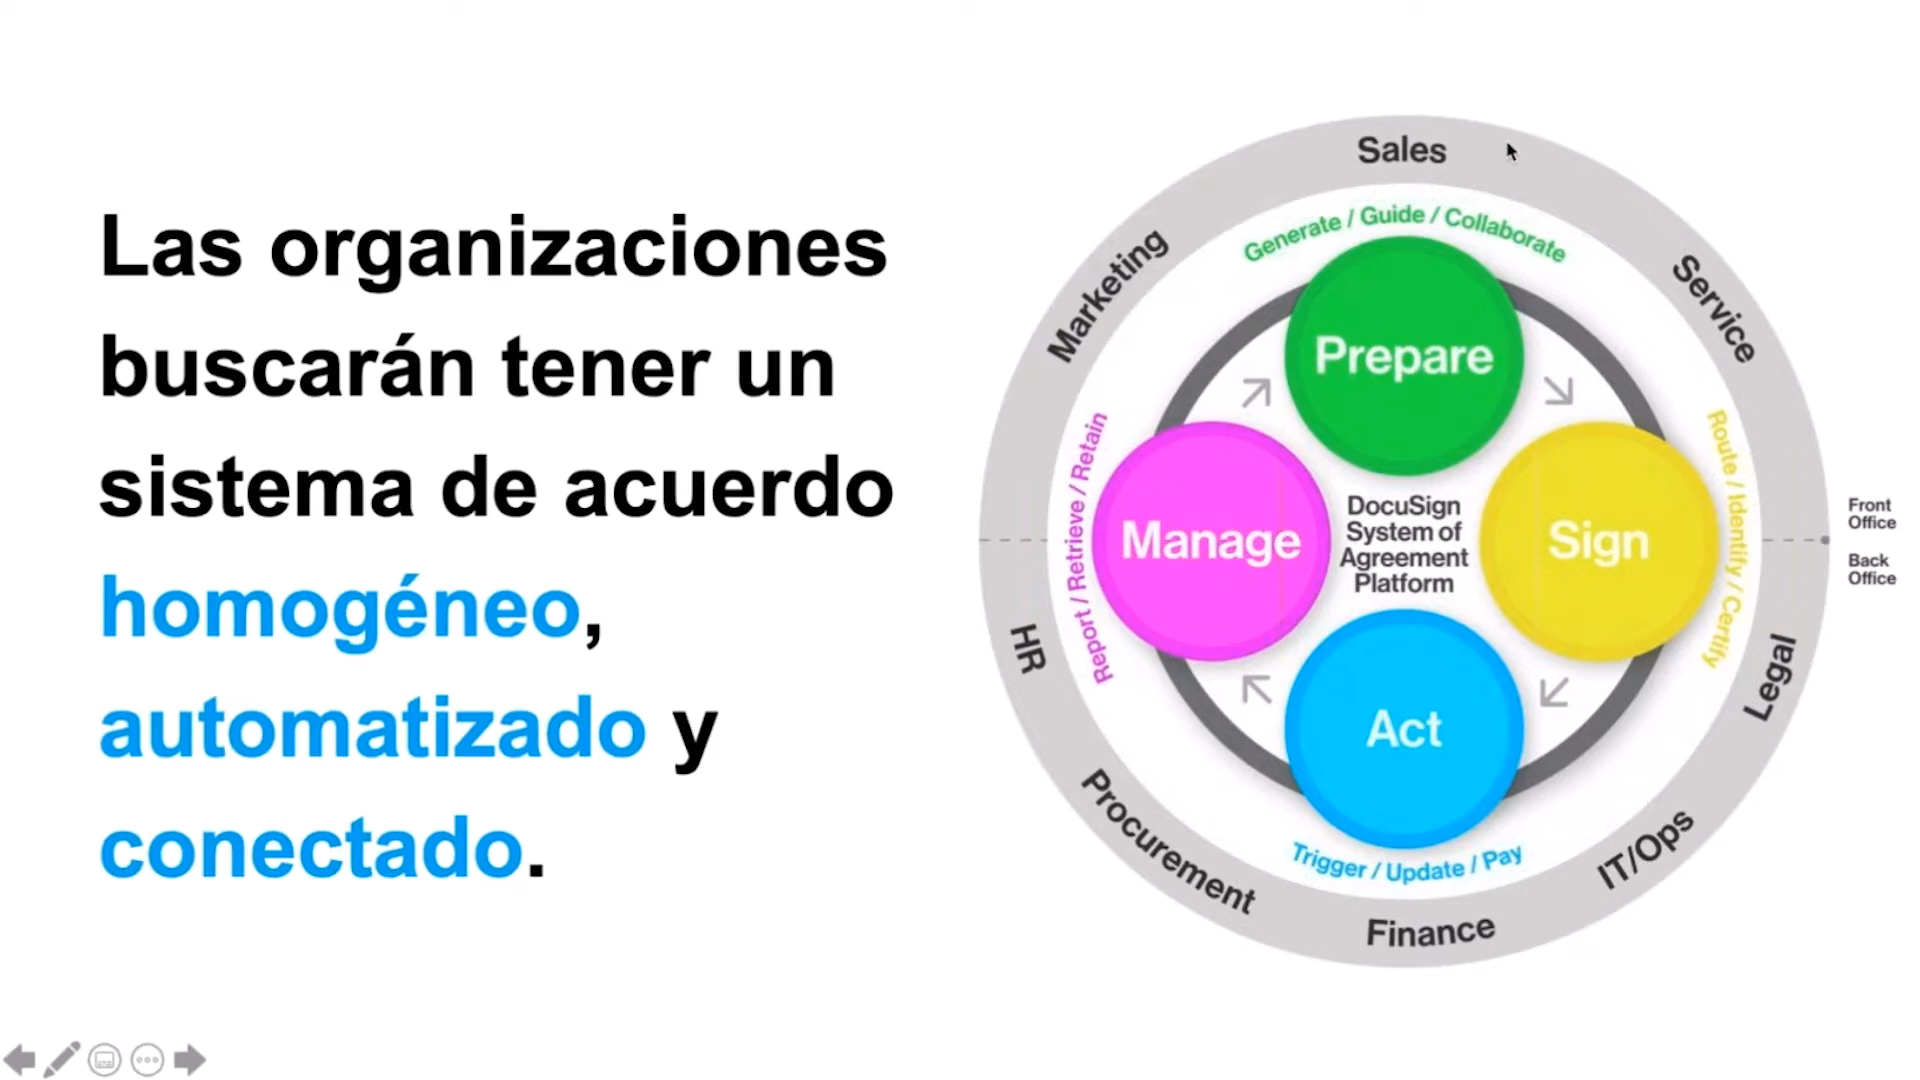 Las organizaciones
buscarán tener un
sistema de acuerdo
homogéneo,
automatizado y
conectado.
Sales
Marketing
Service
Generate / Guide / Collaborate
Prepare
Report / Retrieve / Retain
Manage
DocuSign
System of
Agreement
Platform
Sign
Route / Identify / Certify
Front
Office
Back
Office
HR
Legal
Act
Trigger / Update / Pay
Procurement
IT/Ops
Finance